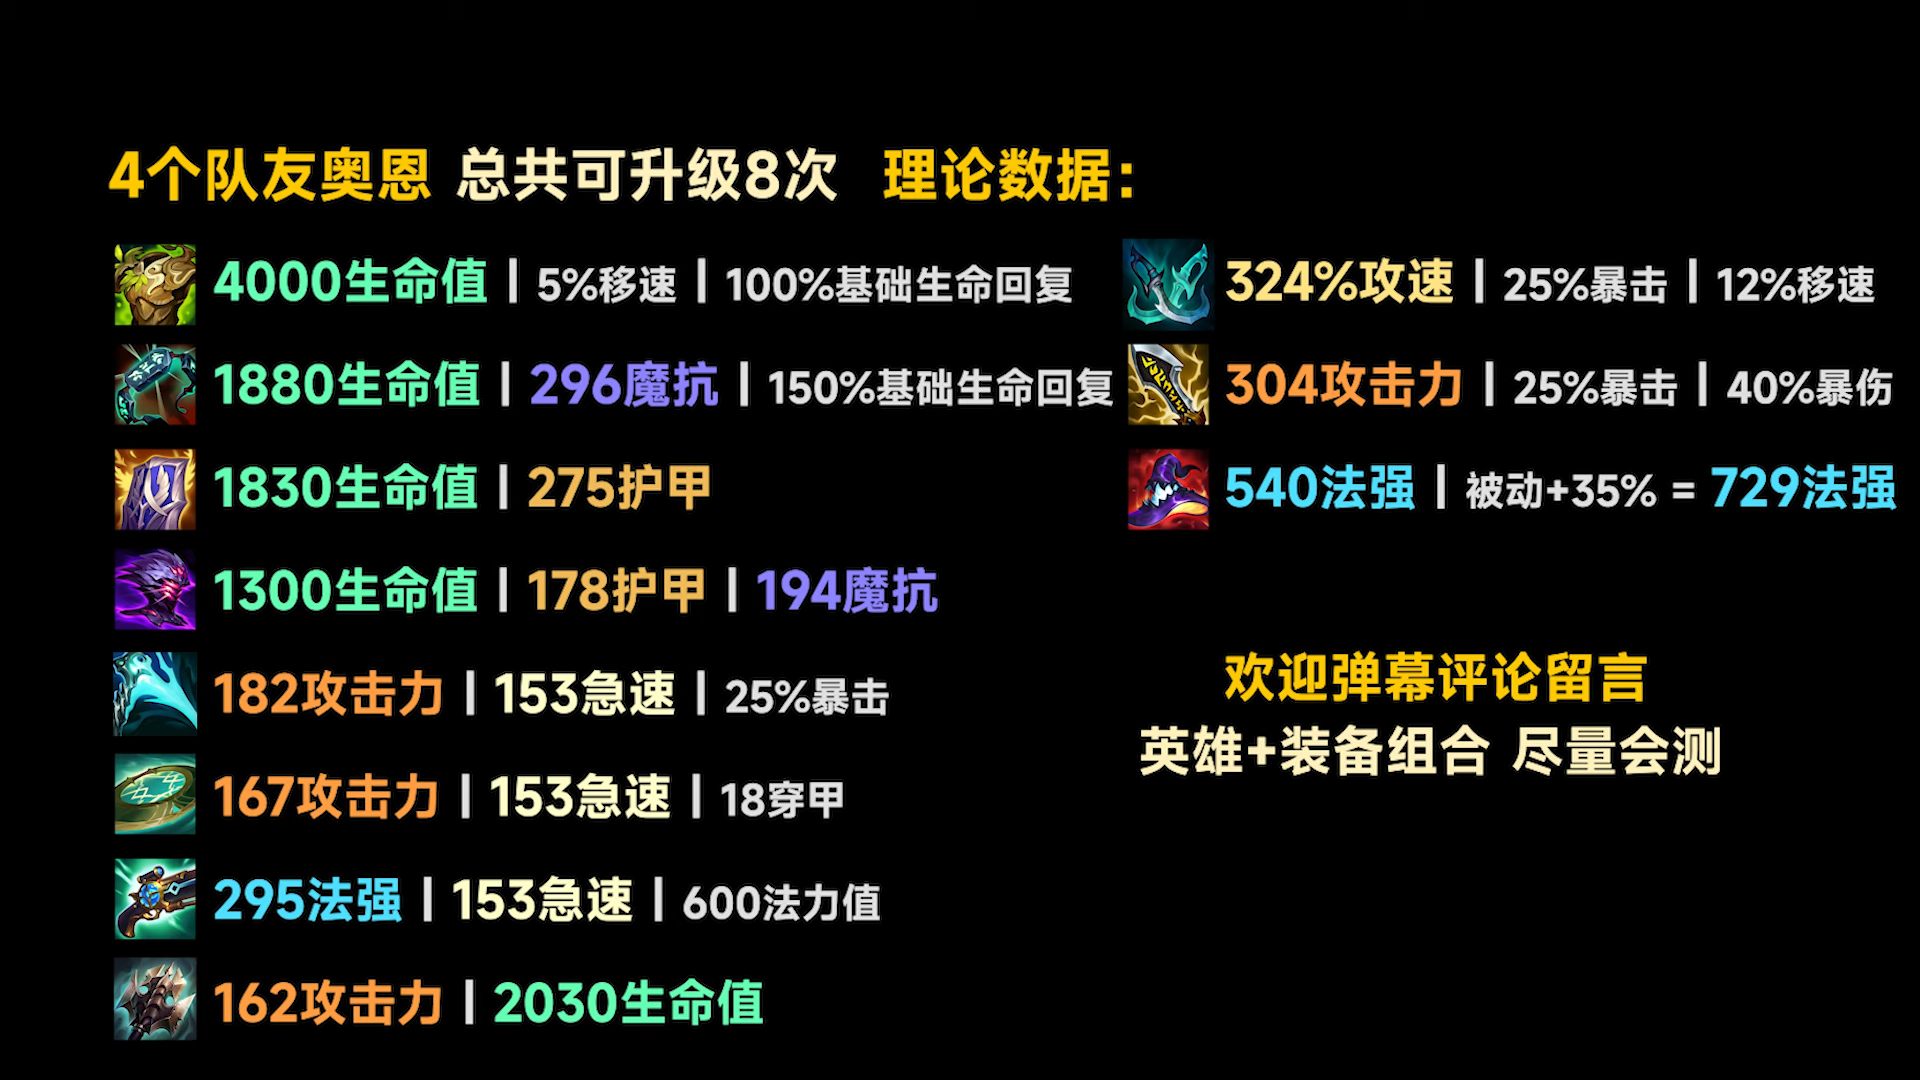 4个队友奥恩 总共可升级8次 理论数据：
4000生命值 | 5%移速 | 100%基础生命回复
1880生命值 | 296魔抗 | 150%基础生命回复
1830生命值 | 275护甲
1300生命值 | 178护甲 | 194魔抗
182攻击力 | 153急速 | 25%暴击
167攻击力 | 153急速 | 18穿甲
295法强 | 153急速 | 600法力值
162攻击力 | 2030生命值
324%攻速 | 25%暴击 | 12%移速
304攻击力 | 25%暴击 | 40%暴伤
540法强 | 被动+35% = 729法强
欢迎弹幕评论留言
英雄+装备组合 尽量会测